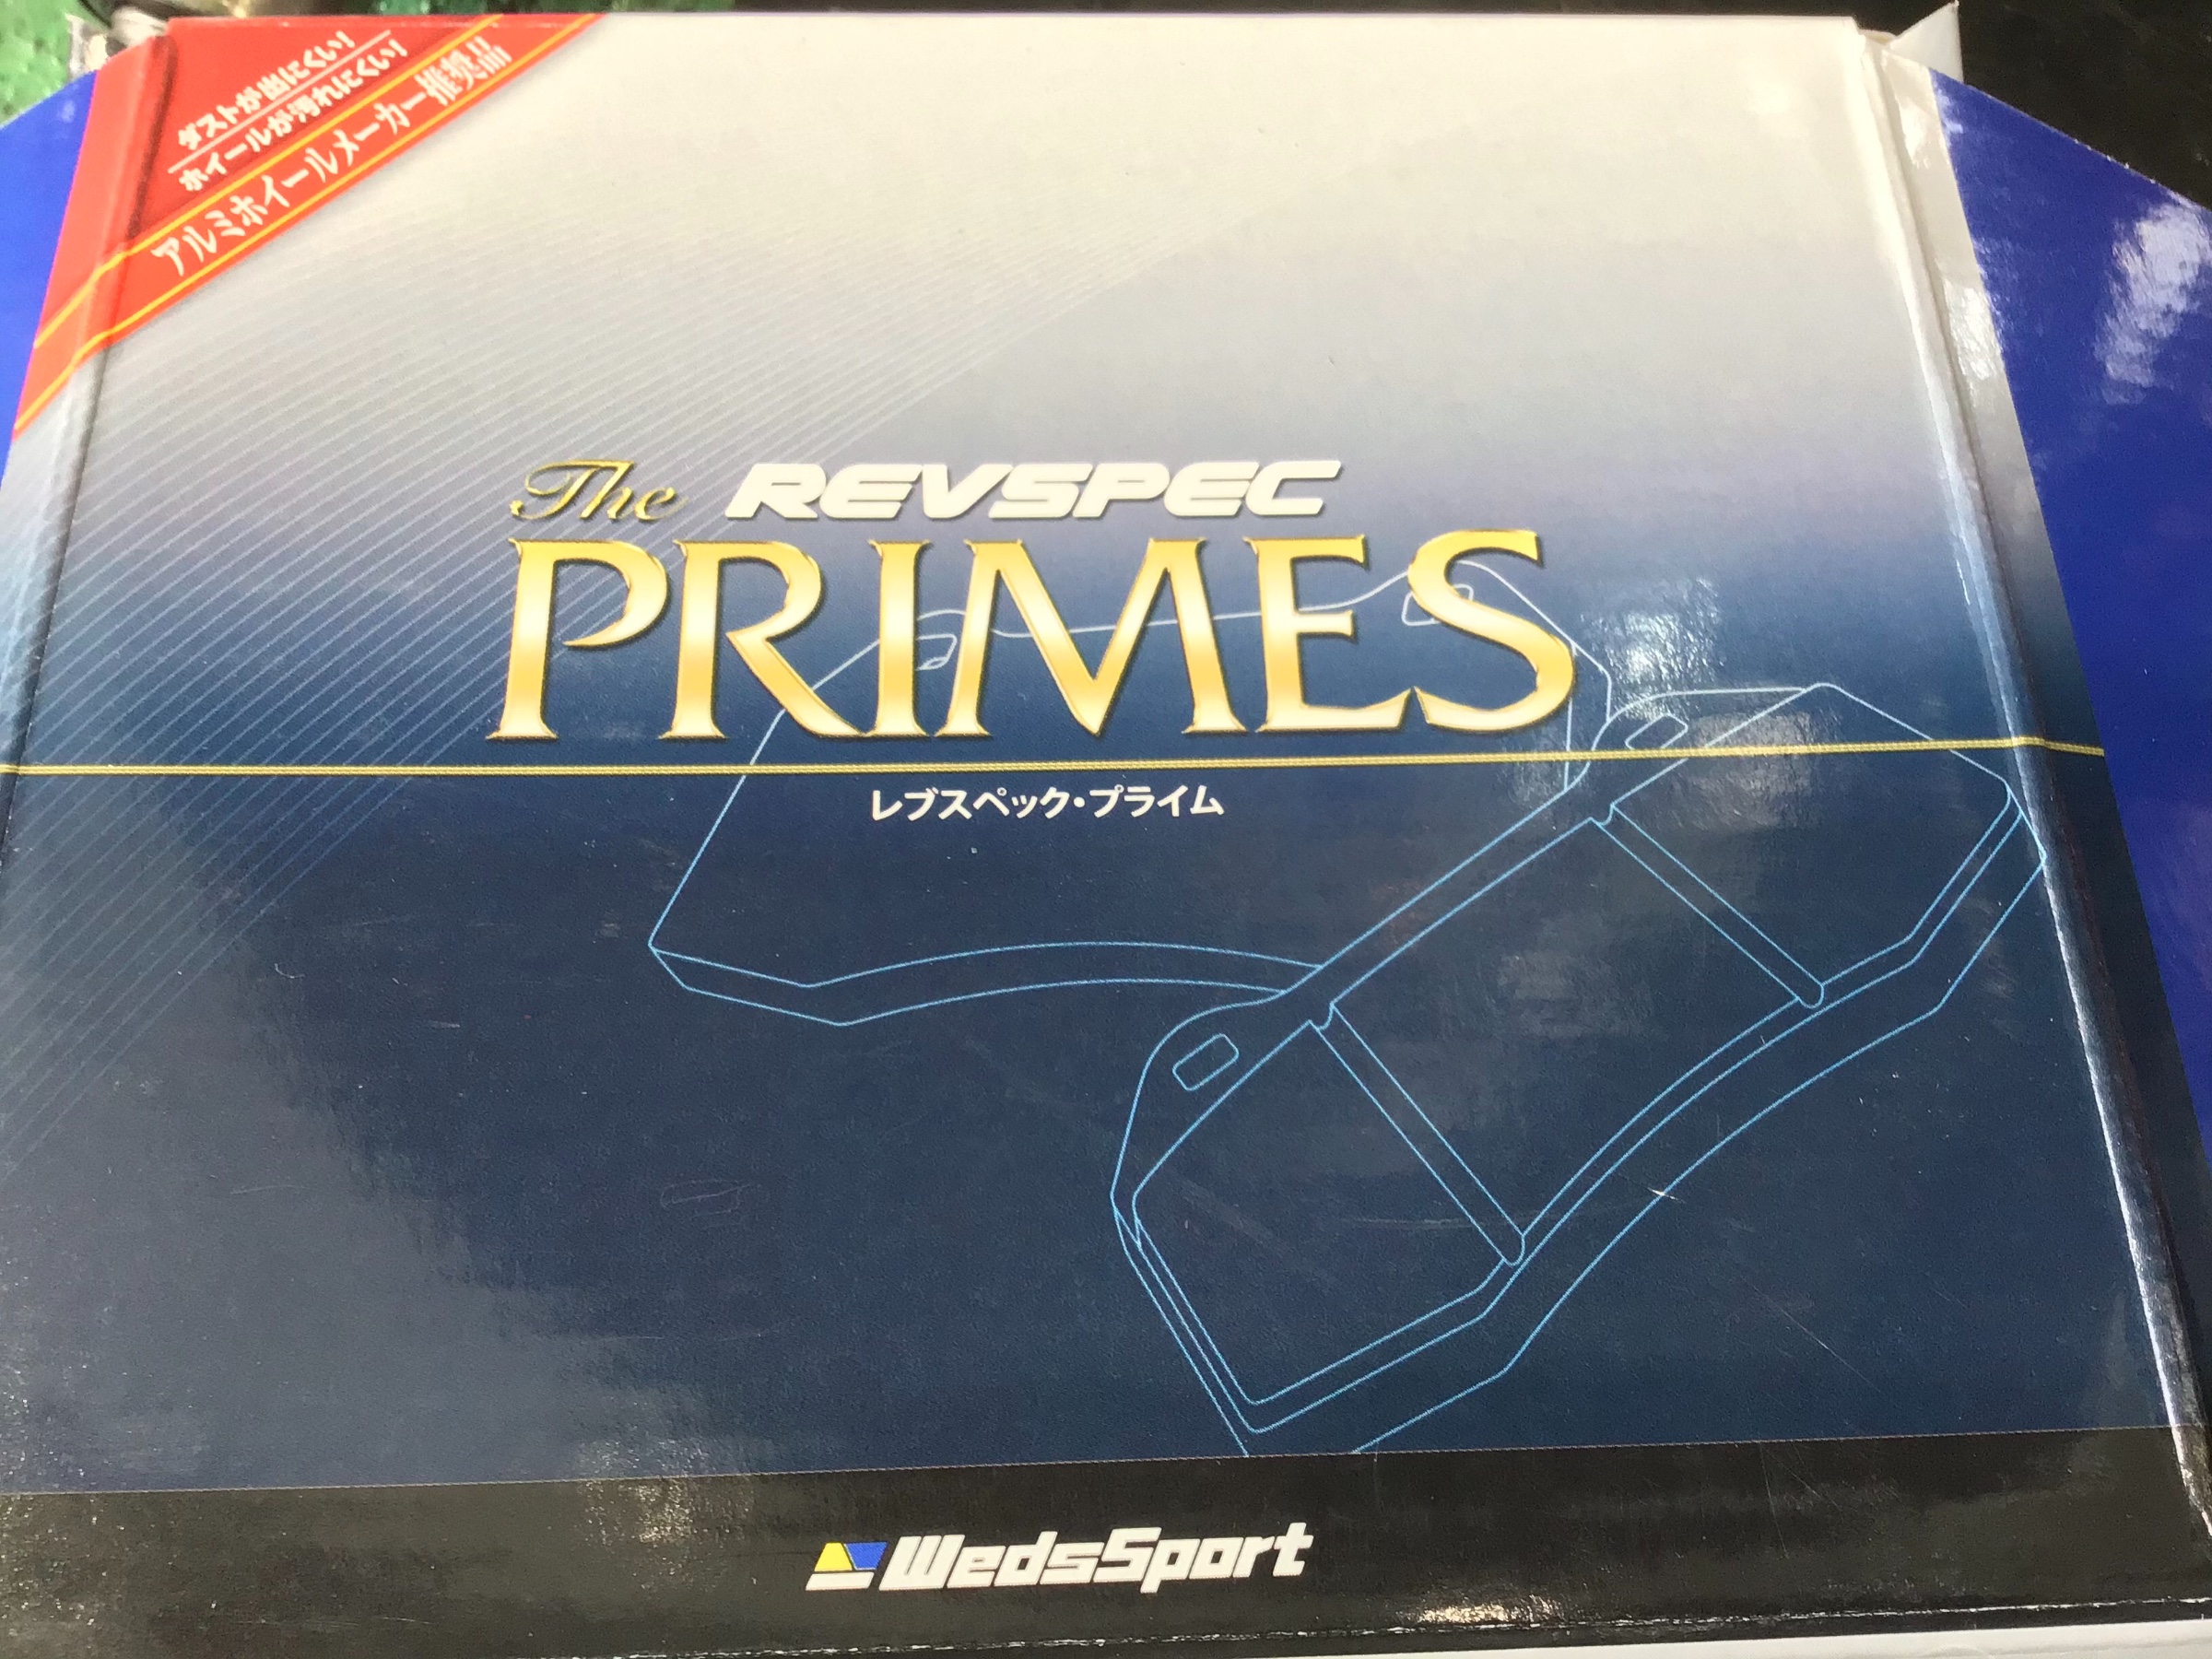 ダストが出にくい!
ホイールが汚れにくい!
アルミホイールメーカー推奨品
The REVSPEC
PRIMES
レブスペック・プライム
WedsSport